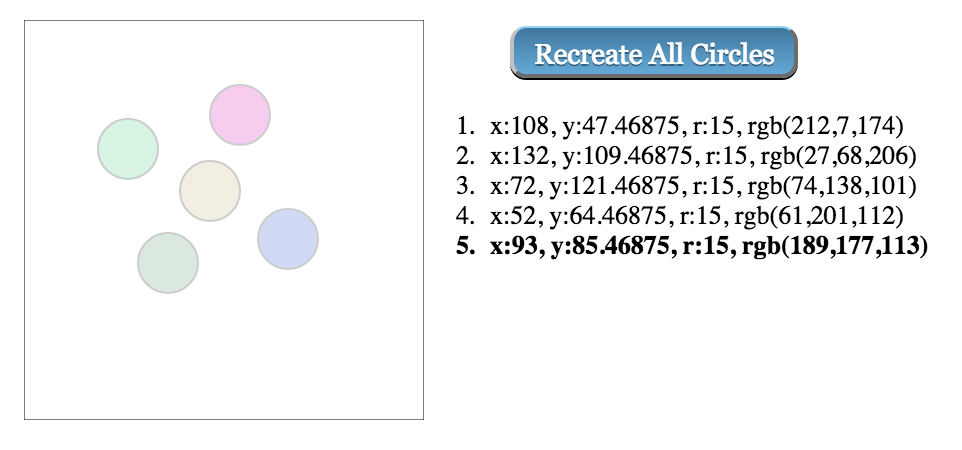 Recreate All Circles
1. x:108, y:47.46875, r:15, rgb(212,7,174)
2. x:132, y:109.46875, r:15, rgb(27,68,206)
3. x:72, y:121.46875, r:15, rgb(74,138,101)
4. x:52, y:64.46875, r:15, rgb(61,201,112)
5. x:93, y:85.46875, r:15, rgb(189,177,113)